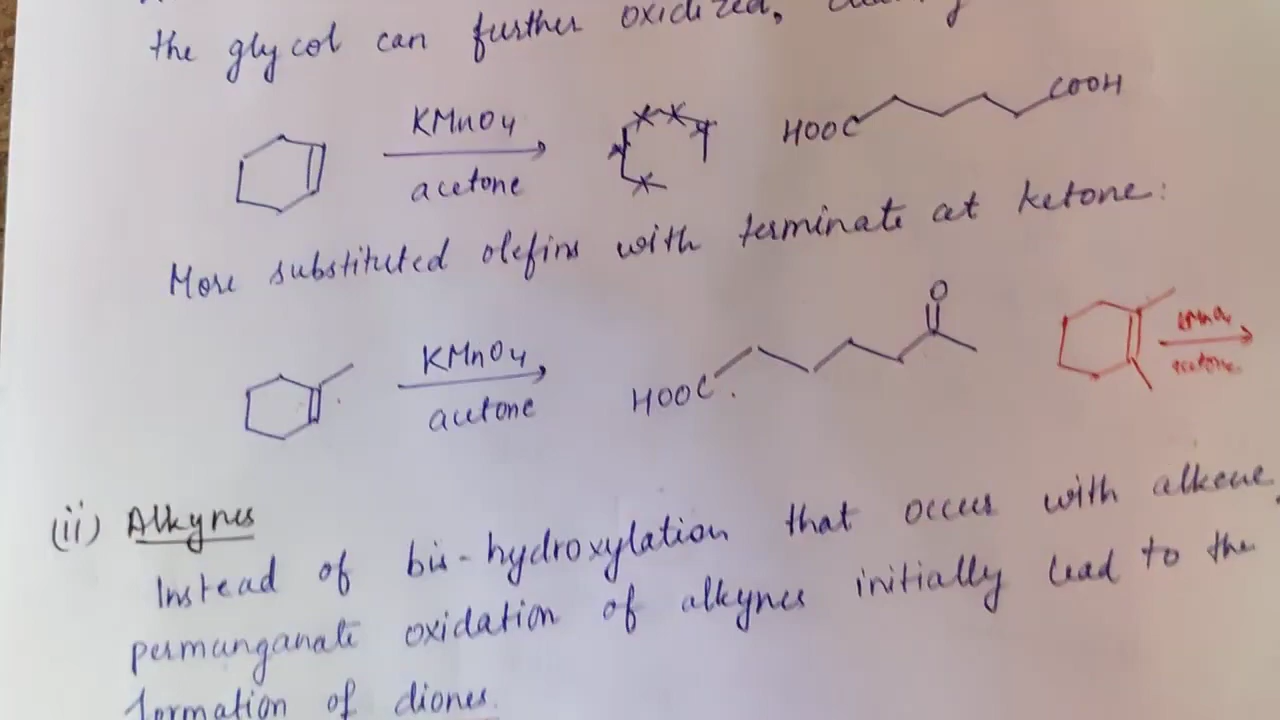 the glycol can further oxidized,
KMnO4
acetone
HOOC
COOH
More substituted olefins with terminate at ketone:
KMnO4
acetone
HOOC
O
KMnO4
acetone
(ii) Alkynes
Instead of bis-hydroxylation that occurs with alkene,
permanganate oxidation of alkynes initially lead to the
formation of diones.